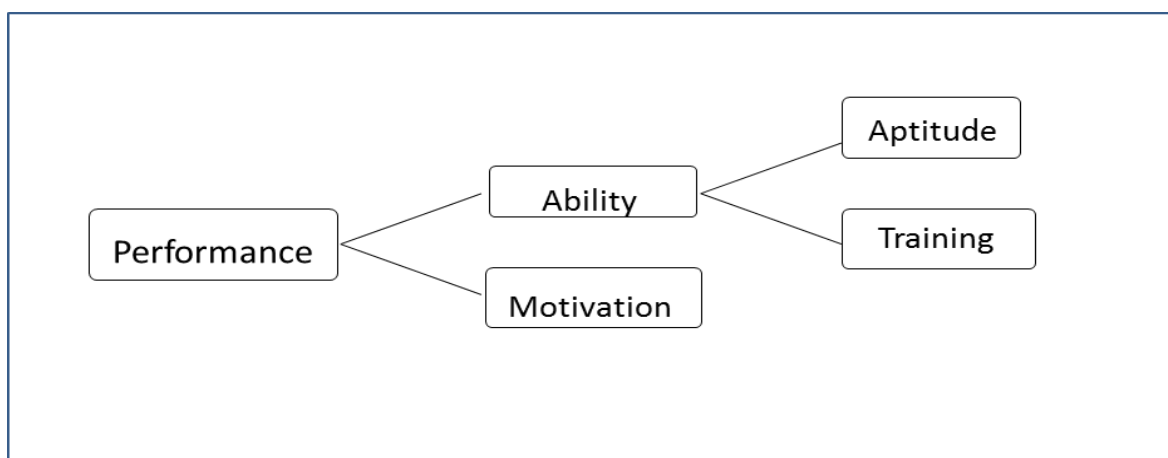 Performance
Ability
Motivation
Aptitude
Training